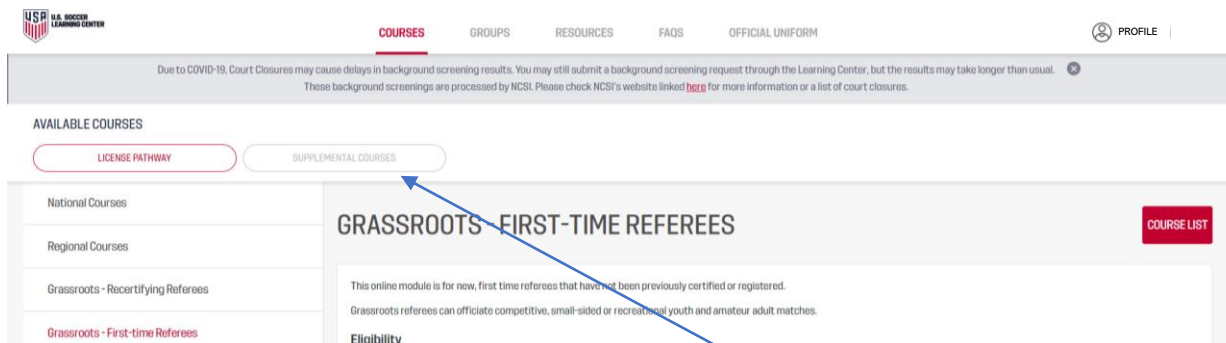 USP U.S. SOCCER
LEARNING CENTER
COURSES GROUPS RESOURCES FAQS OFFICIAL UNIFORM PROFILE
Due to COVID-19, Court Closures may cause delays in background screening results. You may still submit a background screening request through the Learning Center, but the results may take longer than usual.
These background screenings are processed by NCSI. Please check NCSI's website linked here for more information or a list of court closures.
AVAILABLE COURSES
LICENSE PATHWAY SUPPLEMENTAL COURSES
National Courses
Regional Courses
Grassroots - Recertifying Referees
Grassroots - First-time Referees
GRASSROOTS - FIRST-TIME REFEREES
COURSE LIST
This online module is for new, first time referees that have not been previously certified or registered.
Grassroots referees can officiate competitive, small-sided or recreational youth and amateur adult matches.
Eligibility